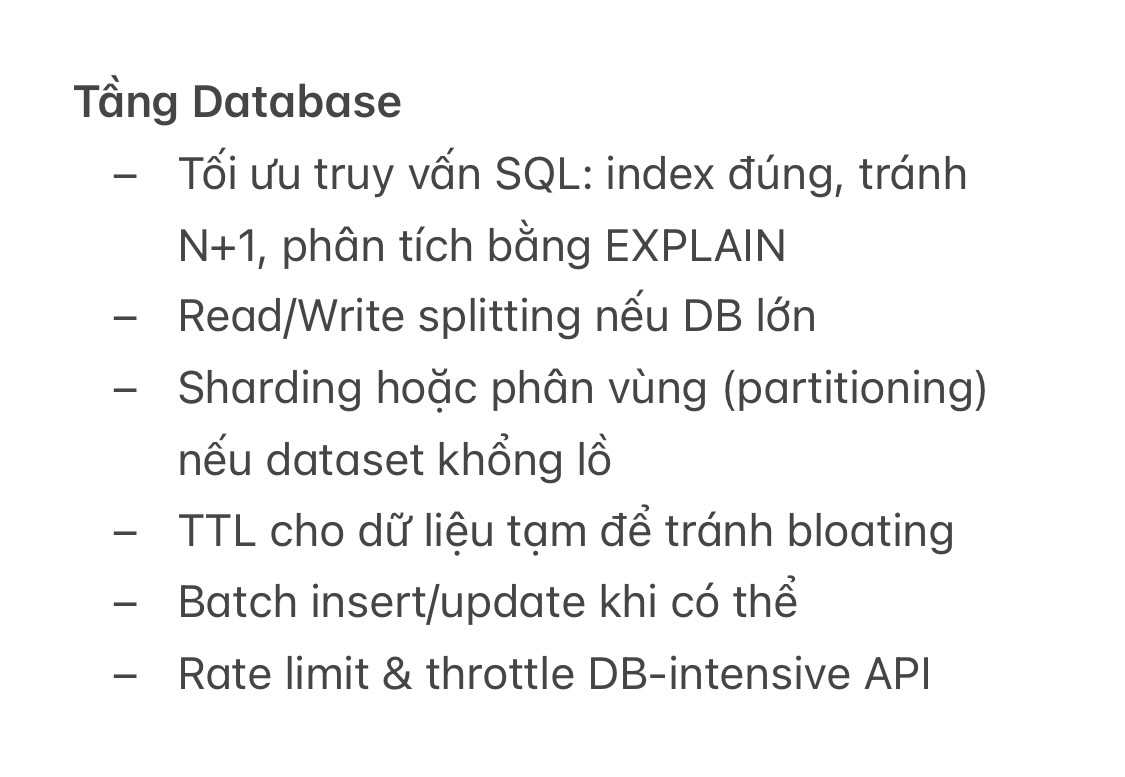 Tầng Database
– Tối ưu truy vấn SQL: index đúng, tránh
N+1, phân tích bằng EXPLAIN
– Read/Write splitting nếu DB lớn
– Sharding hoặc phân vùng (partitioning)
nếu dataset khổng lồ
– TTL cho dữ liệu tạm để tránh bloating
– Batch insert/update khi có thể
– Rate limit & throttle DB-intensive API